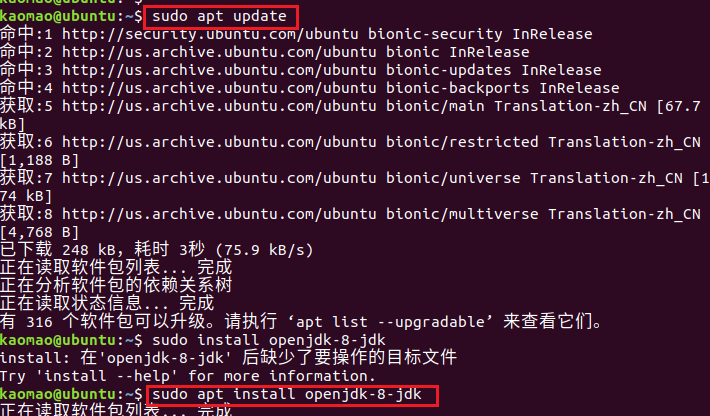 kaomao@ubuntu:~$ sudo apt update
命中:1 http://security.ubuntu.com/ubuntu bionic-security InRelease
命中:2 http://us.archive.ubuntu.com/ubuntu bionic InRelease
命中:3 http://us.archive.ubuntu.com/ubuntu bionic-updates InRelease
命中:4 http://us.archive.ubuntu.com/ubuntu bionic-backports InRelease
获取:5 http://us.archive.ubuntu.com/ubuntu bionic/main Translation-zh_CN [67.7
kB]
获取:6 http://us.archive.ubuntu.com/ubuntu bionic/restricted Translation-zh_CN
[1,188 B]
获取:7 http://us.archive.ubuntu.com/ubuntu bionic/universe Translation-zh_CN [1
74 kB]
获取:8 http://us.archive.ubuntu.com/ubuntu bionic/multiverse Translation-zh_CN
[4,768 B]
已下载 248 kB，耗时 3秒 (75.9 kB/s)
正在读取软件包列表... 完成
正在分析软件包的依赖关系树
正在读取状态信息... 完成
有 316 个软件包可以升级。请执行 ‘apt list --upgradable’ 来查看它们。
kaomao@ubuntu:~$ sudo install openjdk-8-jdk
install: 在'openjdk-8-jdk' 后缺少了要操作的目标文件
Try 'install --help' for more information.
kaomao@ubuntu:~$ sudo apt install openjdk-8-jdk
正在读取软件包列表... 完成